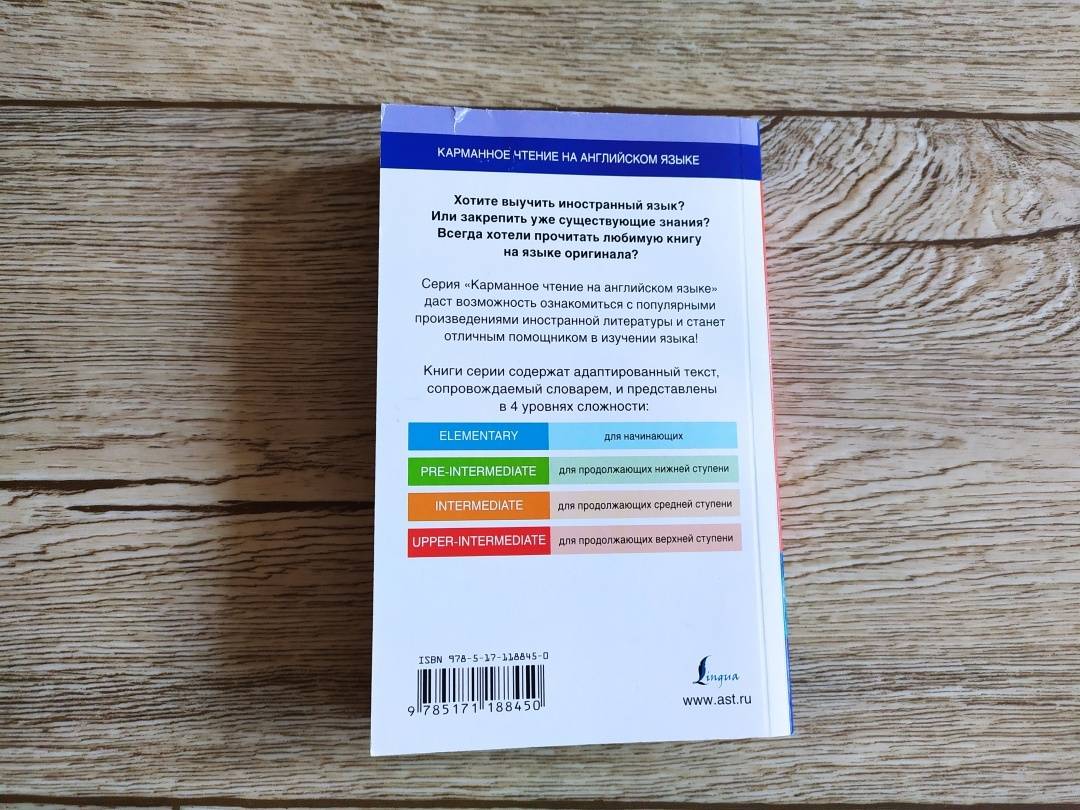 КАРМАННОЕ ЧТЕНИЕ НА АНГЛИЙСКОМ ЯЗЫКЕ
Хотите выучить иностранный язык?
Или закрепить уже существующие знания?
Всегда хотели прочитать любимую книгу
на языке оригинала?
Серия «Карманное чтение на английском языке»
даст возможность ознакомиться с популярными
произведениями иностранной литературы и станет
отличным помощником в изучении языка!
Книги серии содержат адаптированный текст,
сопровождаемый словарем, и представлены
в 4 уровнях сложности:
ELEMENTARY для начинающих
PRE-INTERMEDIATE для продолжающих нижней ступени
INTERMEDIATE для продолжающих средней ступени
UPPER-INTERMEDIATE для продолжающих верхней ступени
ISBN 978-5-17-118845-0
9 785171 188450
Lingua
www.ast.ru